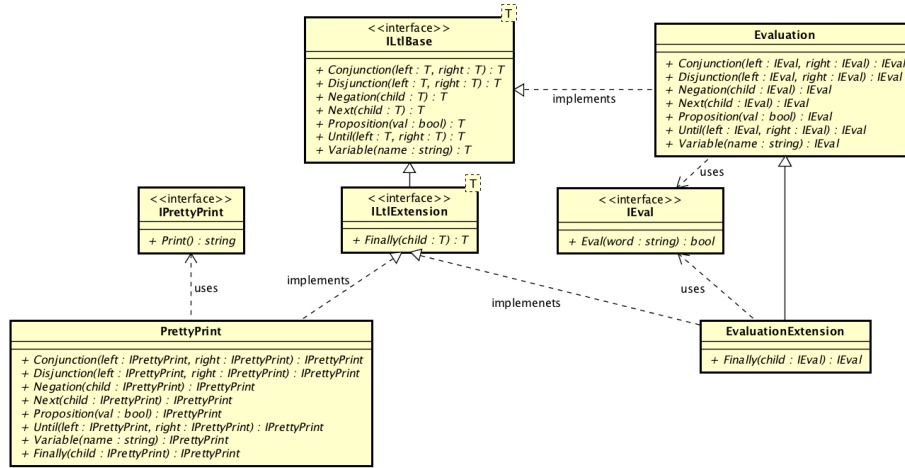 T
<<interface>>
ILtlBase
+ Conjunction(left : T, right : T) : T
+ Disjunction(left : T, right : T) : T
+ Negation(child : T) : T
+ Next(child : T) : T
+ Proposition(val : bool) : T
+ Until(left : T, right : T) : T
+ Variable(name : string) : T
implements
Evaluation
+ Conjunction(left : IEval, right : IEval) : IEval
+ Disjunction(left : IEval, right : IEval) : IEval
+ Negation(child : IEval) : IEval
+ Next(child : IEval) : IEval
+ Proposition(val : bool) : IEval
+ Until(left : IEval, right : IEval) : IEval
+ Variable(name : string) : IEval
uses
<<interface>>
IPrettyPrint
+ Print() : string
T
<<interface>>
ILtlExtension
+ Finally(child : T) : T
<<interface>>
IEval
+ Eval(word : string) : bool
uses
implements
implemenets
uses
PrettyPrint
+ Conjunction(left : IPrettyPrint, right : IPrettyPrint) : IPrettyPrint
+ Disjunction(left : IPrettyPrint, right : IPrettyPrint) : IPrettyPrint
+ Negation(child : IPrettyPrint) : IPrettyPrint
+ Next(child : IPrettyPrint) : IPrettyPrint
+ Proposition(val : bool) : IPrettyPrint
+ Until(left : IPrettyPrint, right : IPrettyPrint) : IPrettyPrint
+ Variable(name : string) : IPrettyPrint
+ Finally(child : IPrettyPrint) : IPrettyPrint
EvaluationExtension
+ Finally(child : IEval) : IEval